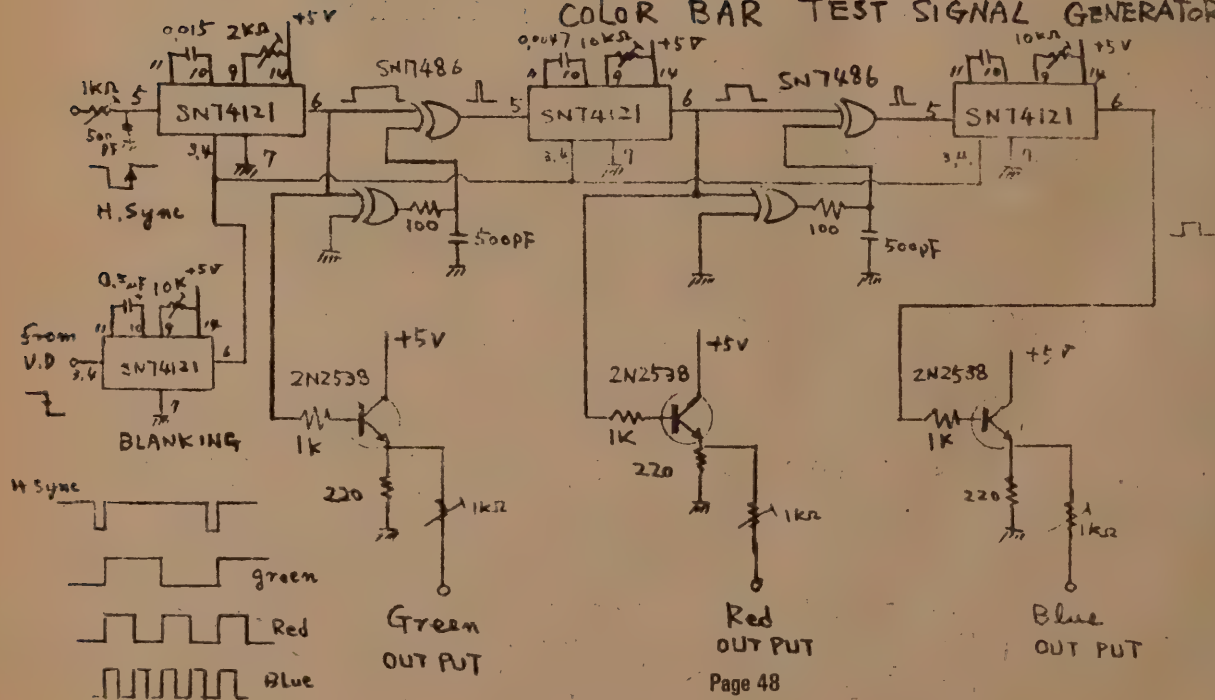 COLOR BAR TEST SIGNAL GENERATOR
0.015 2KΩ +5V
11 10 9 14
1KΩ 5 SN74121 6
500 PF
3,4 7
H. Sync
SN7486
0.0047 10KΩ +5V
10 9 14
5 SN74121 6
3,4 7
SN7486
10KΩ +5V
11 10 9 14
5 SN74121 6
3,4 7
100
500PF
100
500PF
10K +5V
11 10 9 14
from V.D 3,4 SN74121 6
7
BLANKING
+5V
2N2538
1K
220
1KΩ
Green
OUT PUT
+5V
2N2538
1K
220
1KΩ
Red
OUT PUT
+5V
2N2538
1K
220
1KΩ
Blue
OUT PUT
H Sync
green
Red
BLue
Page 48